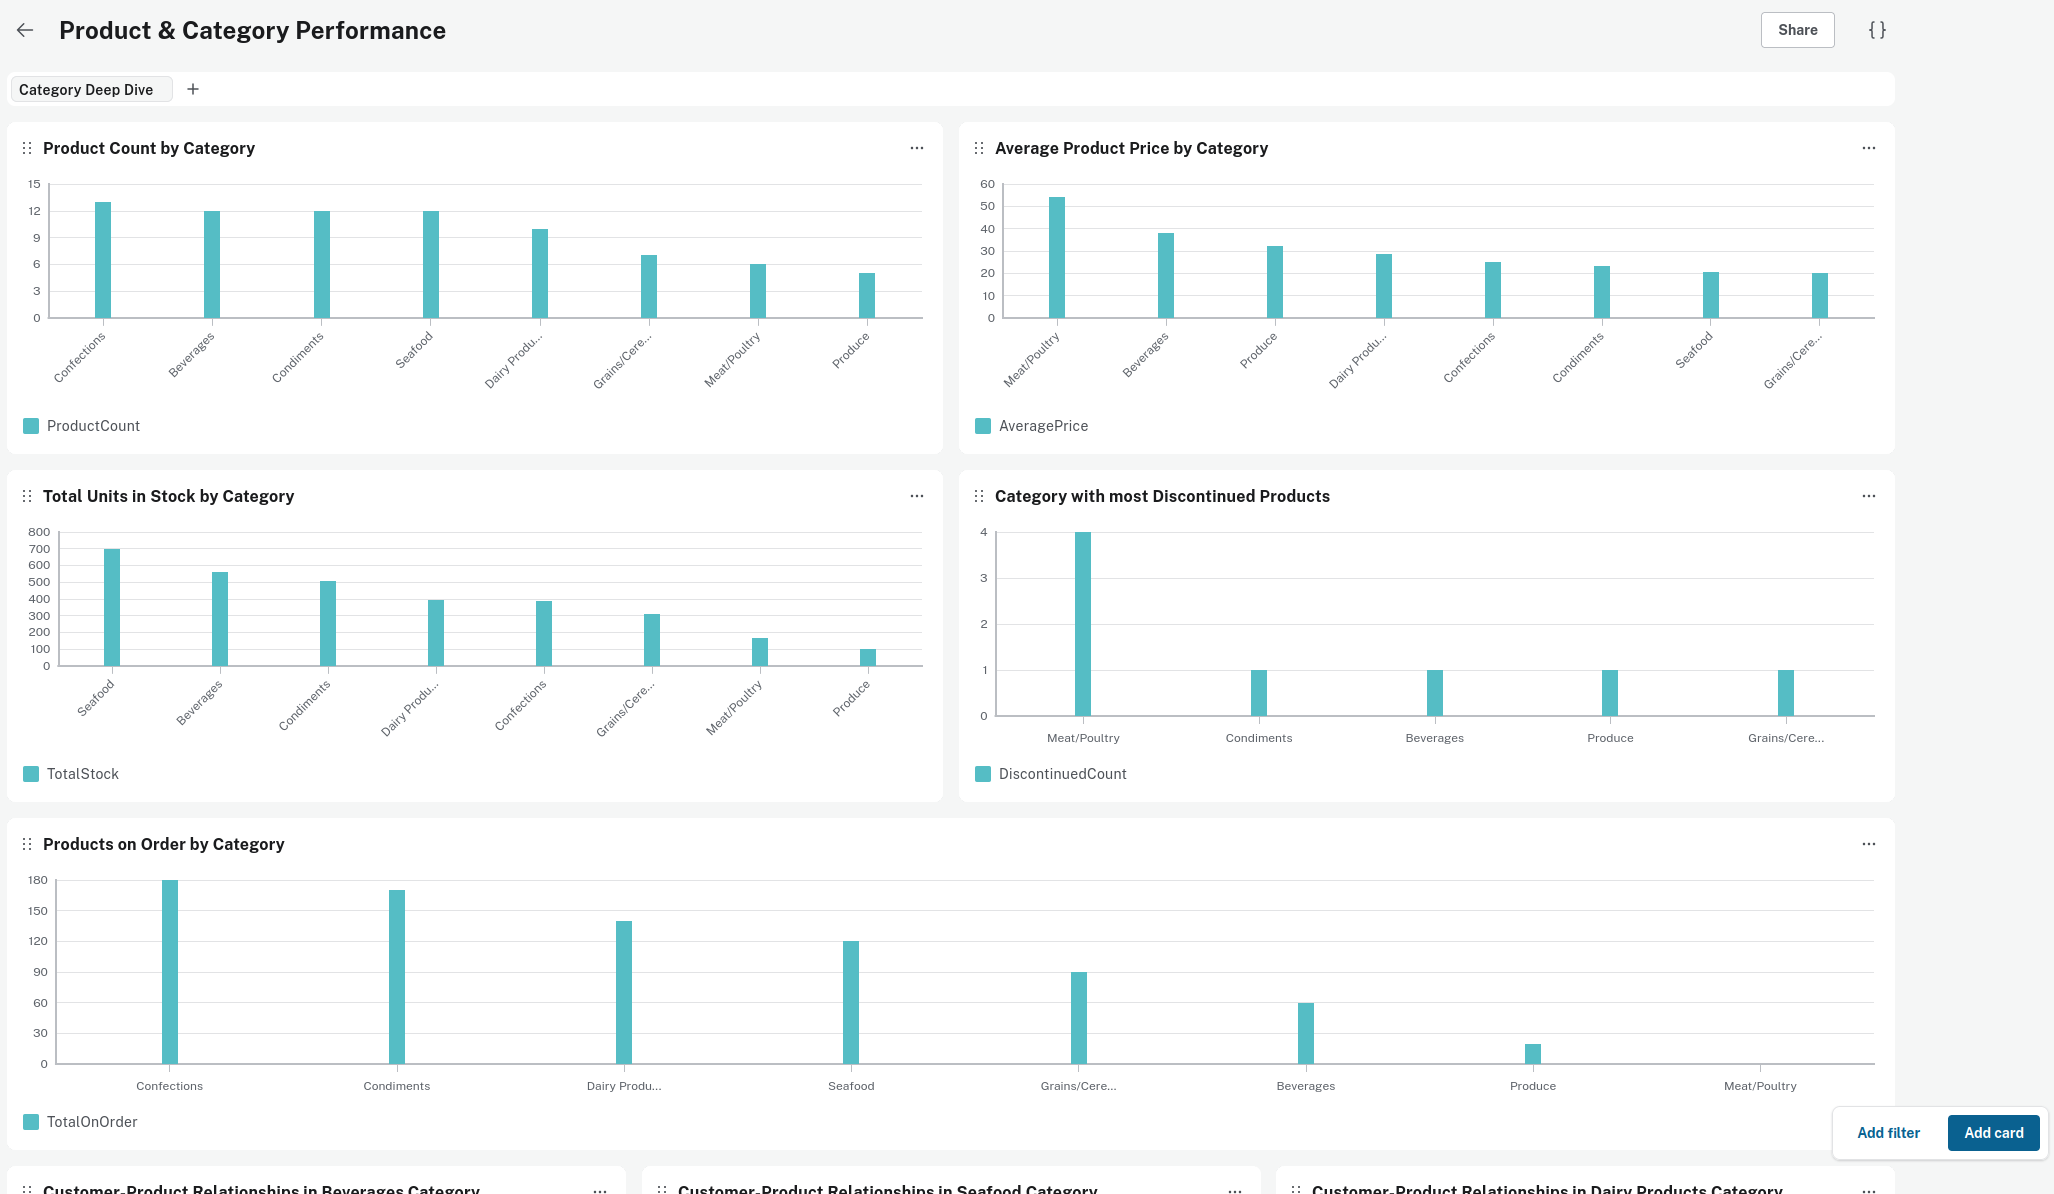 Product & Category Performance
Share
{ }
Category Deep Dive
+
Product Count by Category
15
12
9
6
3
0
Confections
Beverages
Condiments
Seafood
Dairy Produ...
Grains/Cere...
Meat/Poultry
Produce
ProductCount
Average Product Price by Category
60
50
40
30
20
10
0
Meat/Poultry
Beverages
Produce
Dairy Produ...
Confections
Condiments
Seafood
Grains/Cere...
AveragePrice
Total Units in Stock by Category
800
700
600
500
400
300
200
100
0
Seafood
Beverages
Condiments
Dairy Produ...
Confections
Grains/Cere...
Meat/Poultry
Produce
TotalStock
Category with most Discontinued Products
4
3
2
1
0
Meat/Poultry
Condiments
Beverages
Produce
Grains/Cere...
DiscontinuedCount
Products on Order by Category
180
150
120
90
60
30
0
Confections
Condiments
Dairy Produ...
Seafood
Grains/Cere...
Beverages
Produce
Meat/Poultry
TotalOnOrder
Add filter
Add card
Customer-Product Relationships in Beverages Category
Customer-Product Relationships in Seafood Category
Customer-Product Relationships in Dairy Products Category